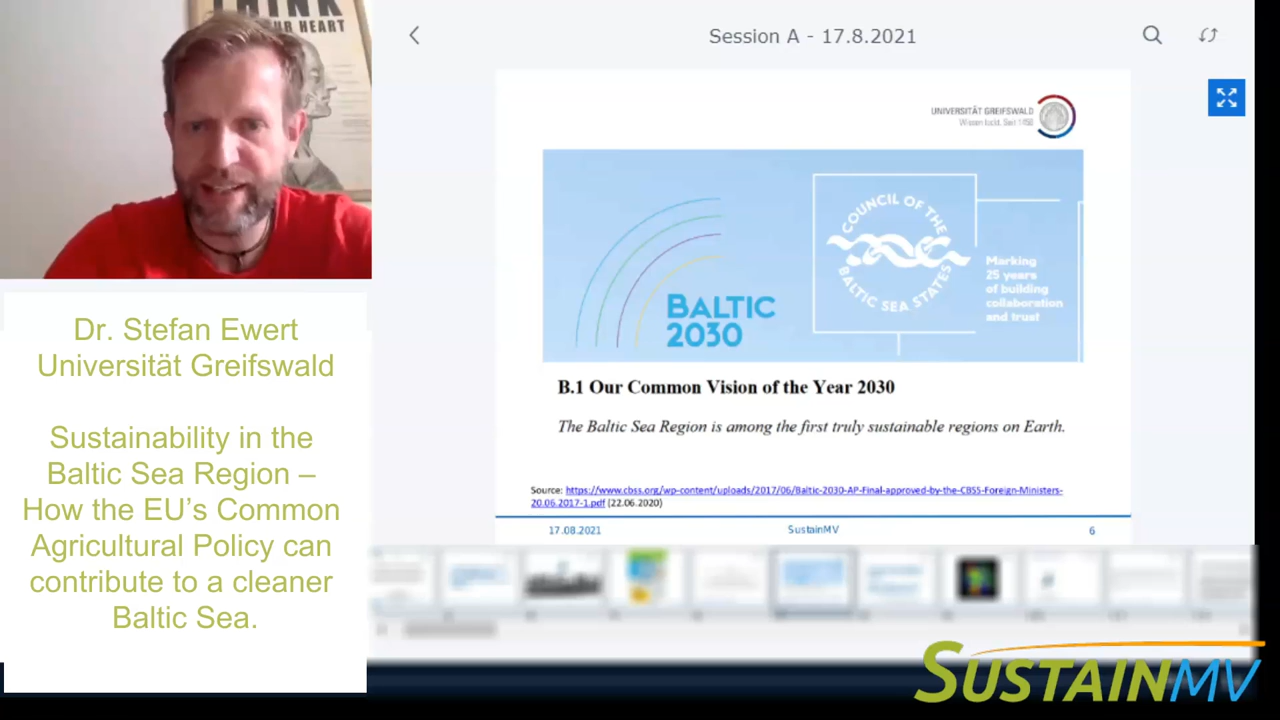 THINK
YOUR HEART
Session A - 17.8.2021
UNIVERSITÄT GREIFSWALD
Wissen lockt. Seit 1456
COUNCIL OF THE
BALTIC SEA STATES
Marking
25 years
of building
collaboration
and trust
BALTIC
2030
B.1 Our Common Vision of the Year 2030
The Baltic Sea Region is among the first truly sustainable regions on Earth.
Source: https://www.cbss.org/wp-content/uploads/2017/06/Baltic-2030-AP-Final-approved-by-the-CBSS-Foreign-Ministers-
20.06.2017-1.pdf (22.06.2020)
17.08.2021 SustainMV 6
Dr. Stefan Ewert
Universität Greifswald
Sustainability in the
Baltic Sea Region –
How the EU’s Common
Agricultural Policy can
contribute to a cleaner
Baltic Sea.
SUSTAINMV